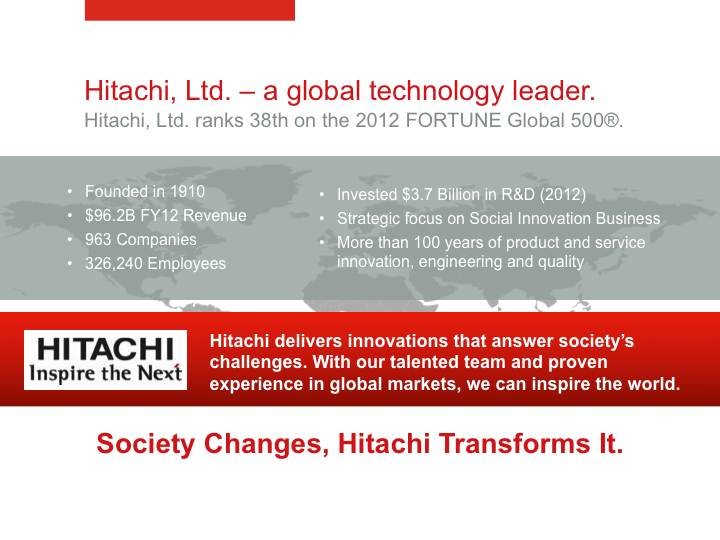 Hitachi, Ltd. – a global technology leader.
Hitachi, Ltd. ranks 38th on the 2012 FORTUNE Global 500®.
• Founded in 1910
• $96.2B FY12 Revenue
• 963 Companies
• 326,240 Employees
• Invested $3.7 Billion in R&D (2012)
• Strategic focus on Social Innovation Business
• More than 100 years of product and service
innovation, engineering and quality
HITACHI
Inspire the Next
Hitachi delivers innovations that answer society’s
challenges. With our talented team and proven
experience in global markets, we can inspire the world.
Society Changes, Hitachi Transforms It.